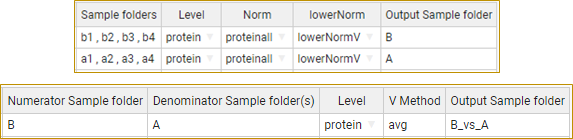 Sample folders Level Norm lowerNorm Output Sample folder
b1 , b2 , b3 , b4 protein proteinall lowerNormV B
a1 , a2 , a3 , a4 protein proteinall lowerNormV A
Numerator Sample folder Denominator Sample folder(s) Level V Method Output Sample folder
B A protein avg B_vs_A